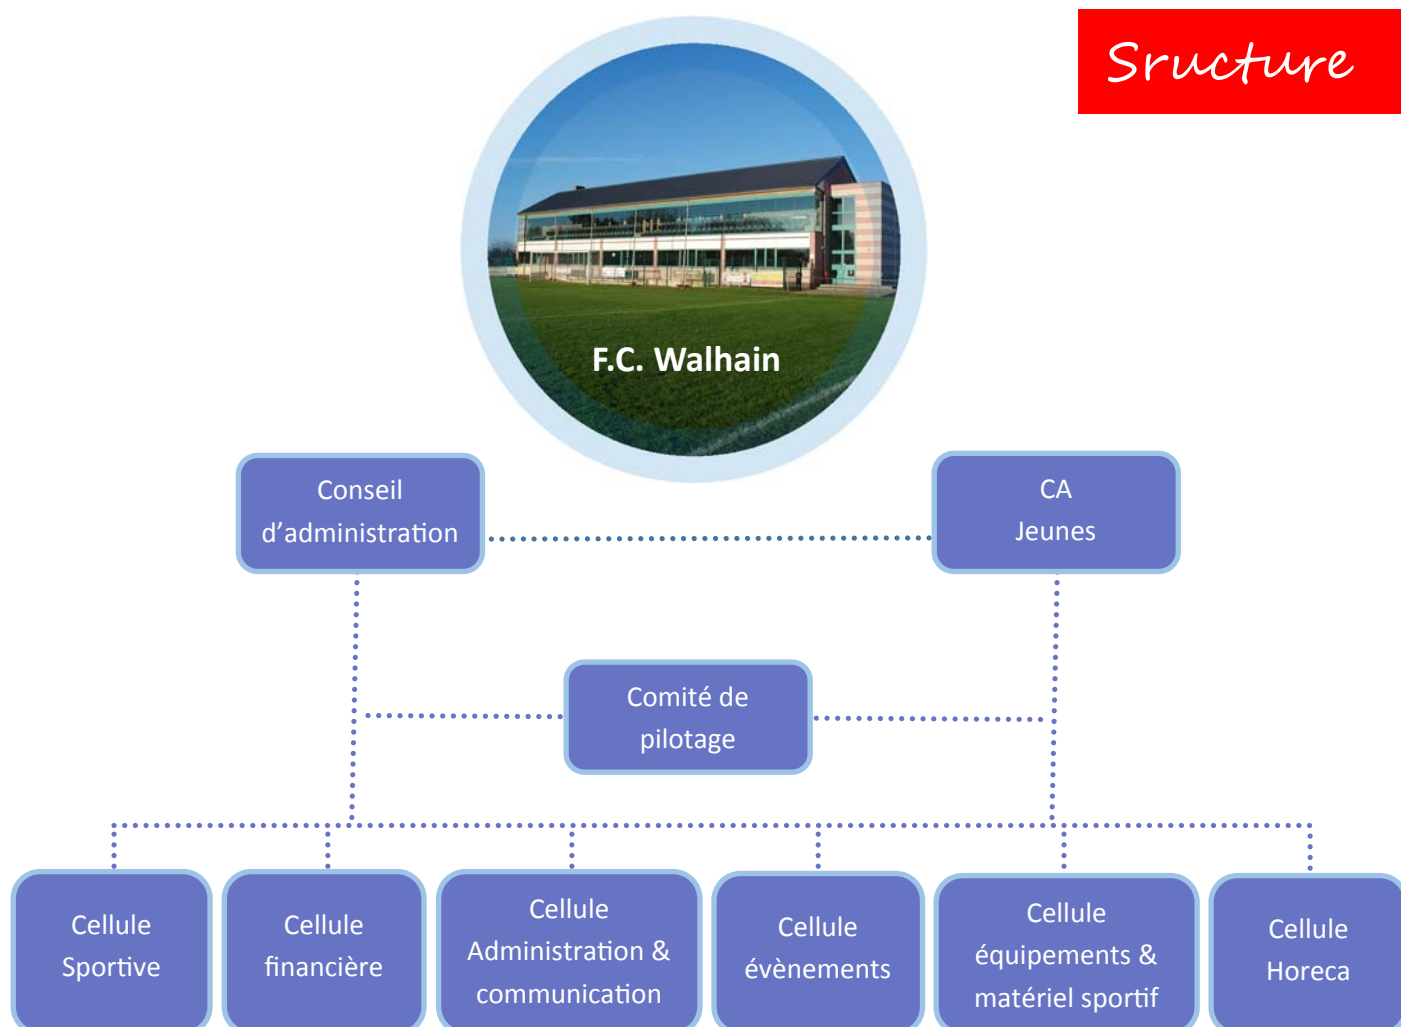 Sructure
F.C. Walhain
Conseil
d’administration
CA
Jeunes
Comité de
pilotage
Cellule
Sportive
Cellule
financière
Cellule
Administration &
communication
Cellule
évènements
Cellule
équipements &
matériel sportif
Cellule
Horeca